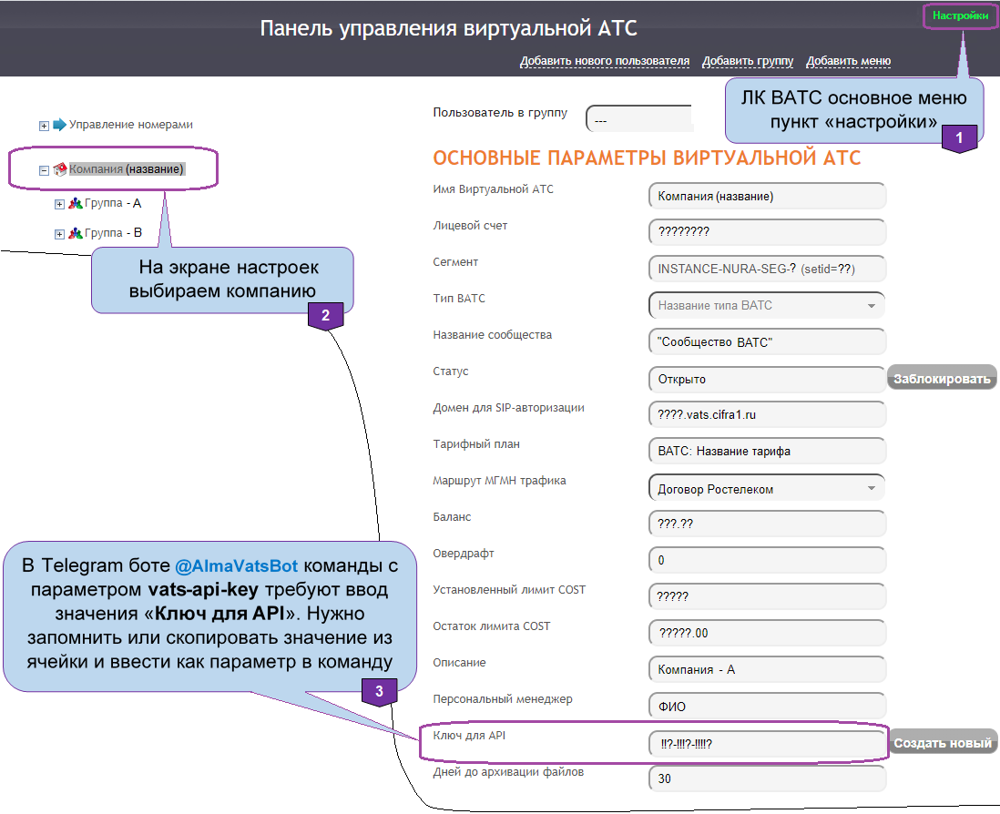 Панель управления виртуальной АТС
Настройки
Добавить нового пользователя Добавить группу Добавить меню
ЛК ВАТС основное меню
пункт «настройки»
1
Управление номерами
Компания (название)
Группа - А
Группа - В
На экране настроек
выбираем компанию
2
Пользователь в группу ---
ОСНОВНЫЕ ПАРАМЕТРЫ ВИРТУАЛЬНОЙ АТС
Имя Виртуальной АТС Компания (название)
Лицевой счет ????????
Сегмент INSTANCE-NURA-SEG-? (setid=??)
Тип ВАТС Название типа ВАТС
Название сообщества "Сообщество ВАТС"
Статус Открыто Заблокировать
Домен для SIP-авторизации ????.vats.cifra1.ru
Тарифный план ВАТС: Название тарифа
Маршрут МГМН трафика Договор Ростелеком
Баланс ???.??
Овердрафт 0
Установленный лимит COST ?????
Остаток лимита COST ?????.00
Описание Компания - А
Персональный менеджер ФИО
Ключ для API !!?-!!!?-!!!!? Создать новый
Дней до архивации файлов 30
В Telegram боте @AlmaVatsBot команды с
параметром vats-api-key требуют ввод
значения «Ключ для API». Нужно
запомнить или скопировать значение из
ячейки и ввести как параметр в команду
3